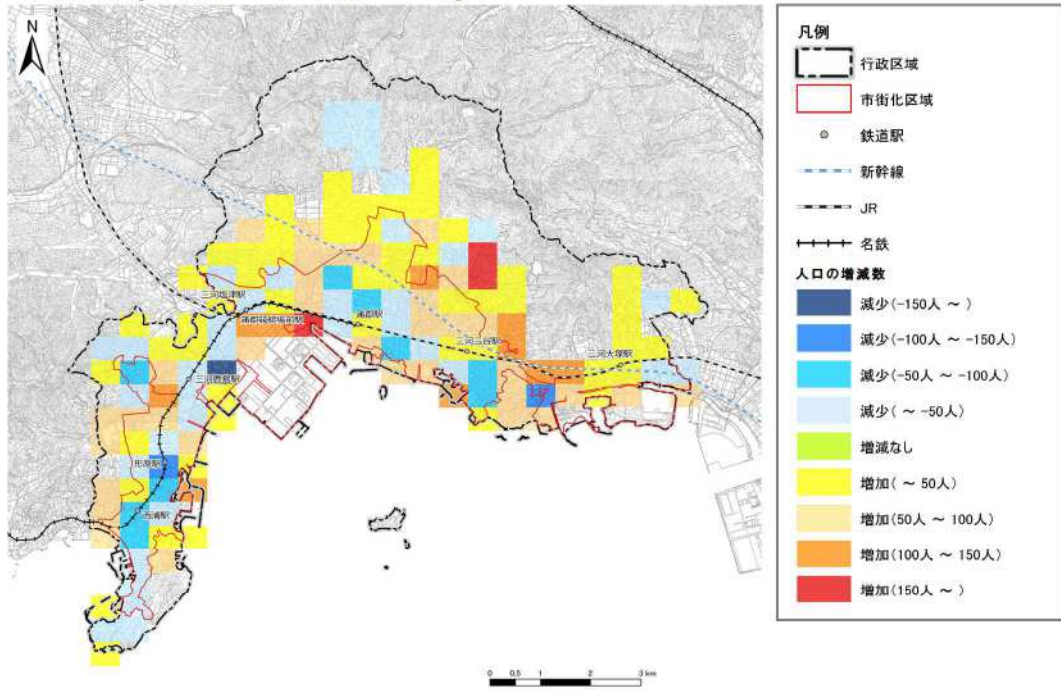 N
三河塩津駅
蒲郡競艇場前駅
蒲郡駅
三河三谷駅
三河大塚駅
三河鹿島駅
形原駅
西浦駅
0 0.5 1 2 3 km
凡例
行政区域
市街化区域
鉄道駅
新幹線
JR
名鉄
人口の増減数
減少(-150人 ～ )
減少(-100人 ～ -150人)
減少(-50人 ～ -100人)
減少( ～ -50人)
増減なし
増加( ～ 50人)
増加(50人 ～ 100人)
増加(100人 ～ 150人)
増加(150人 ～ )